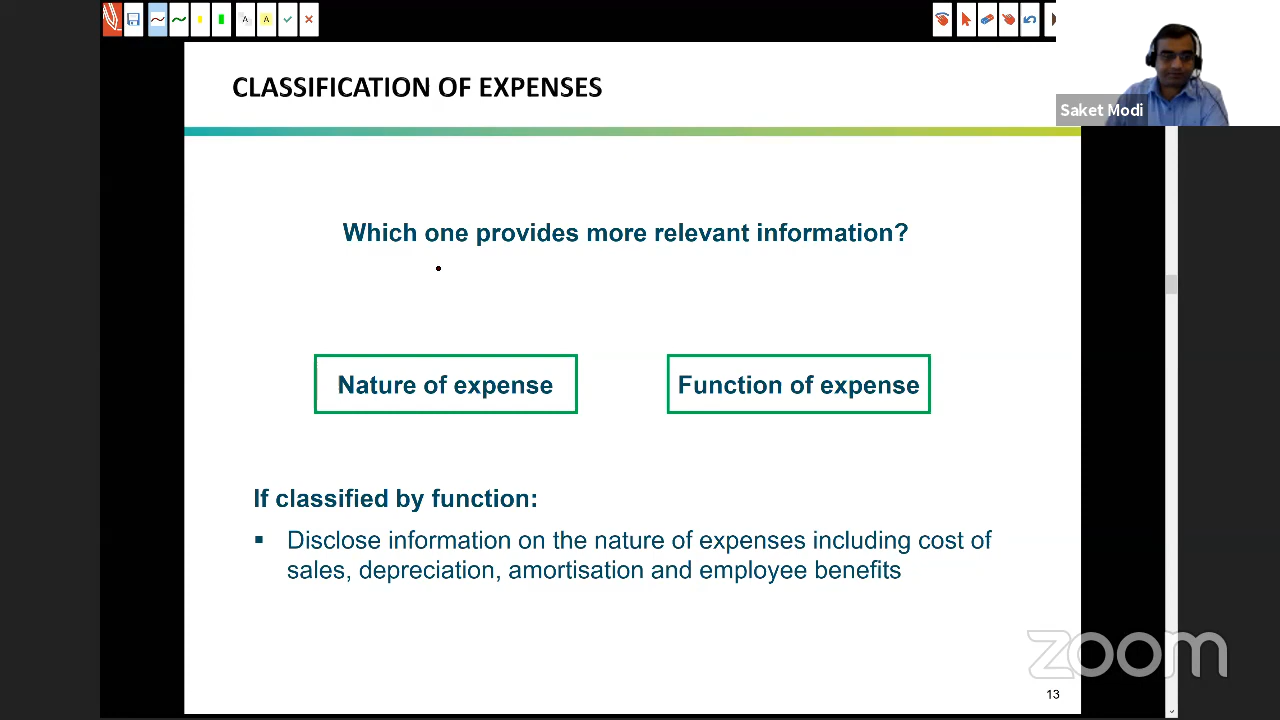 A
A
CLASSIFICATION OF EXPENSES
Saket Modi
Which one provides more relevant information?
Nature of expense
Function of expense
If classified by function:
▪ Disclose information on the nature of expenses including cost of
sales, depreciation, amortisation and employee benefits
zoom
13